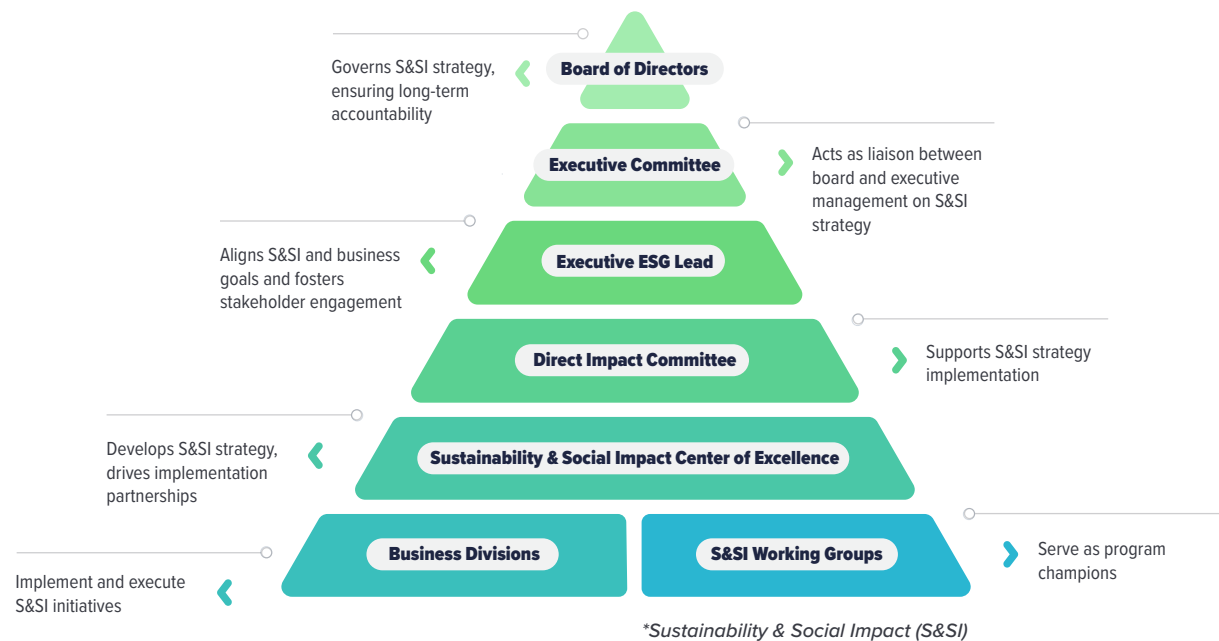 Board of Directors
Governs S&SI strategy,
ensuring long-term
accountability
Executive Committee
Acts as liaison between
board and executive
management on S&SI
strategy
Executive ESG Lead
Aligns S&SI and business
goals and fosters
stakeholder engagement
Direct Impact Committee
Supports S&SI strategy
implementation
Sustainability & Social Impact Center of Excellence
Develops S&SI strategy,
drives implementation
partnerships
Business Divisions
Implement and execute
S&SI initiatives
S&SI Working Groups
Serve as program
champions
*Sustainability & Social Impact (S&SI)